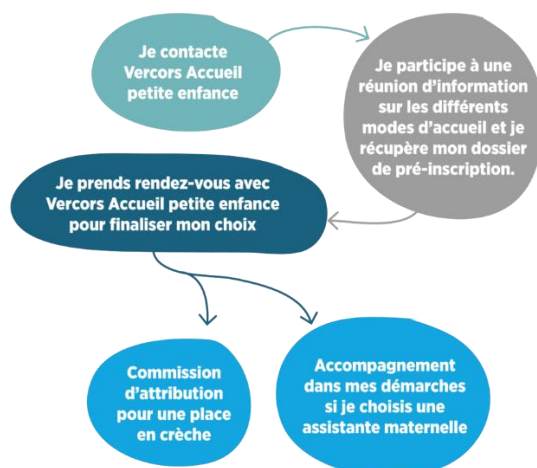 Je contacte
Vercors Accueil
petite enfance
Je participe à une
réunion d'information
sur les différents
modes d'accueil et je
récupère mon dossier
de pré-inscription.
Je prends rendez-vous avec
Vercors Accueil petite enfance
pour finaliser mon choix
Commission
d'attribution
pour une place
en crèche
Accompagnement
dans mes démarches
si je choisis une
assistante maternelle